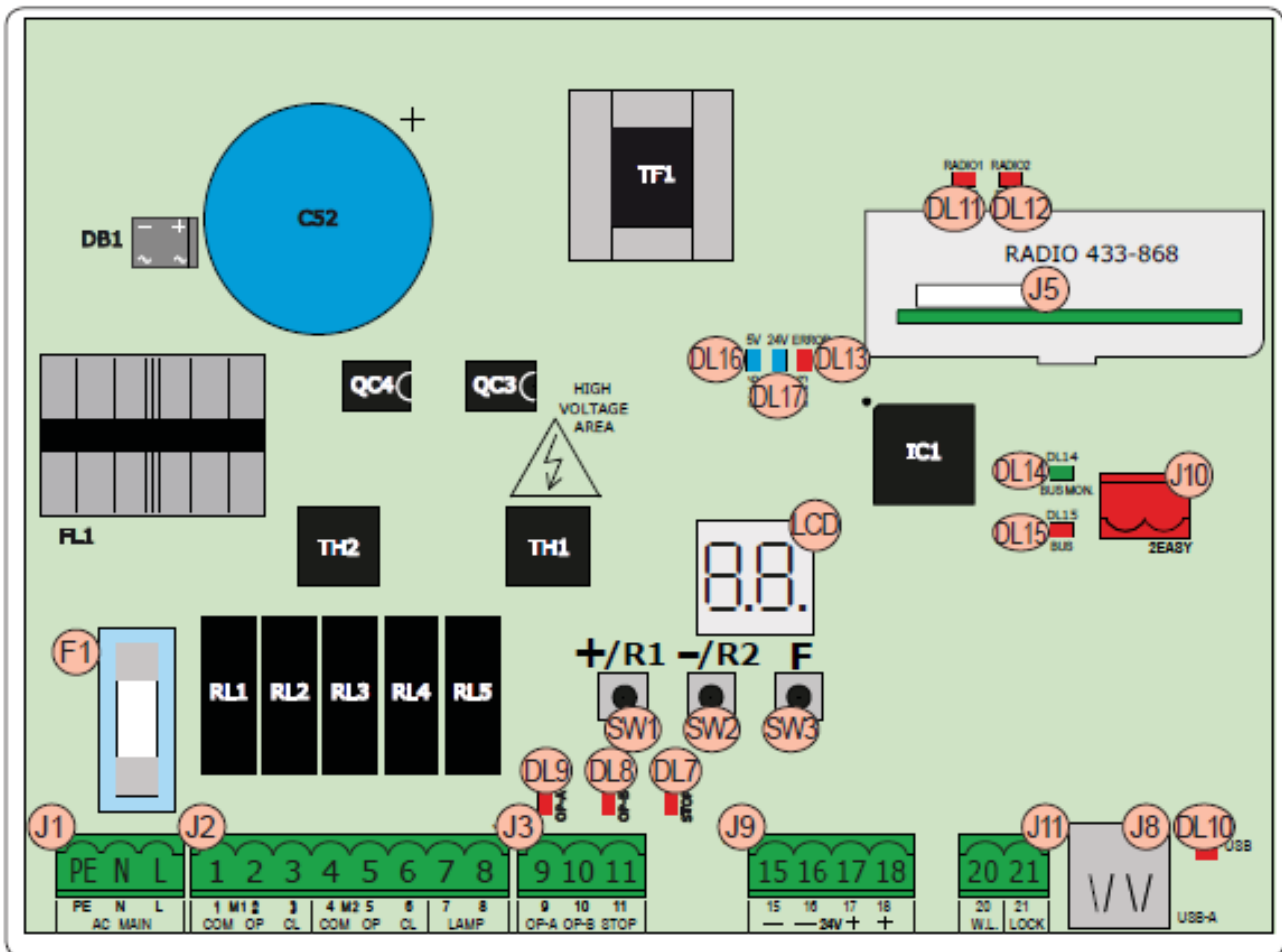 +
TF1
C52
DB1
- +
~ ~
RADIO1 RADIO2
DL11 DL12
RADIO 433-868
J5
5V 24V ERROR
DL16 DL13
DL17
QC4 QC3
HIGH
VOLTAGE
AREA
IC1
DL14 DL14 J10
BUS MON.
DL15
DL15 BUS 2EASY
FL1
TH2 TH1
LCD
8.8.
F1
+/R1 -/R2 F
RL1 RL2 RL3 RL4 RL5
SW1 SW2 SW3
DL9 DL8 DL7
OP-A OP-B STOP
J1 J2 J3 J9 J11 J8 DL10
USB
PE N L 1 2 3 4 5 6 7 8 9 10 11 15 16 17 18 20 21
PE N L 1 M1 2 3 4 M2 5 6 7 8 9 10 11 15 16 17 18 20 21
AC MAIN COM OP CL COM OP CL LAMP OP-A OP-B STOP — — 24V + + W.L. LOCK USB-A